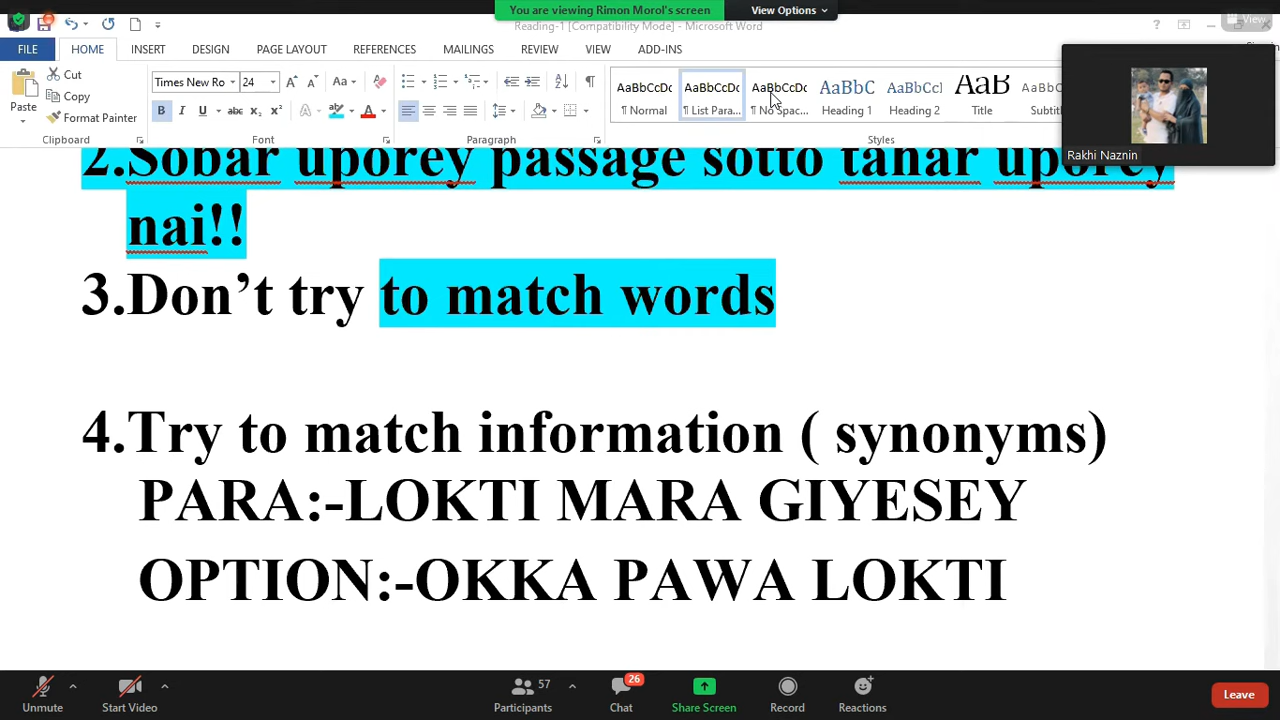 You are viewing Rimon Morol's screen
View Options
Reading-1 [Compatibility Mode] - Microsoft Word
View
FILE HOME INSERT DESIGN PAGE LAYOUT REFERENCES MAILINGS REVIEW VIEW ADD-INS
Cut
Copy
Format Painter
Paste
Times New Ro 24
AaBbCcDc AaBbCcDc AaBbCcDc AaBbC AaBbCcI AaB AaBbCcD
¶ Normal ¶ List Para... ¶ No Spac... Heading 1 Heading 2 Title Subtitl
Clipboard Font Paragraph Styles
Rakhi Naznin
2.Sobar uporey passage sotto tahar uporey
nai!!
3.Don’t try to match words
4.Try to match information ( synonyms)
PARA:-LOKTI MARA GIYESEY
OPTION:-OKKA PAWA LOKTI
Unmute Start Video Participants 57 Chat 26 Share Screen Record Reactions Leave